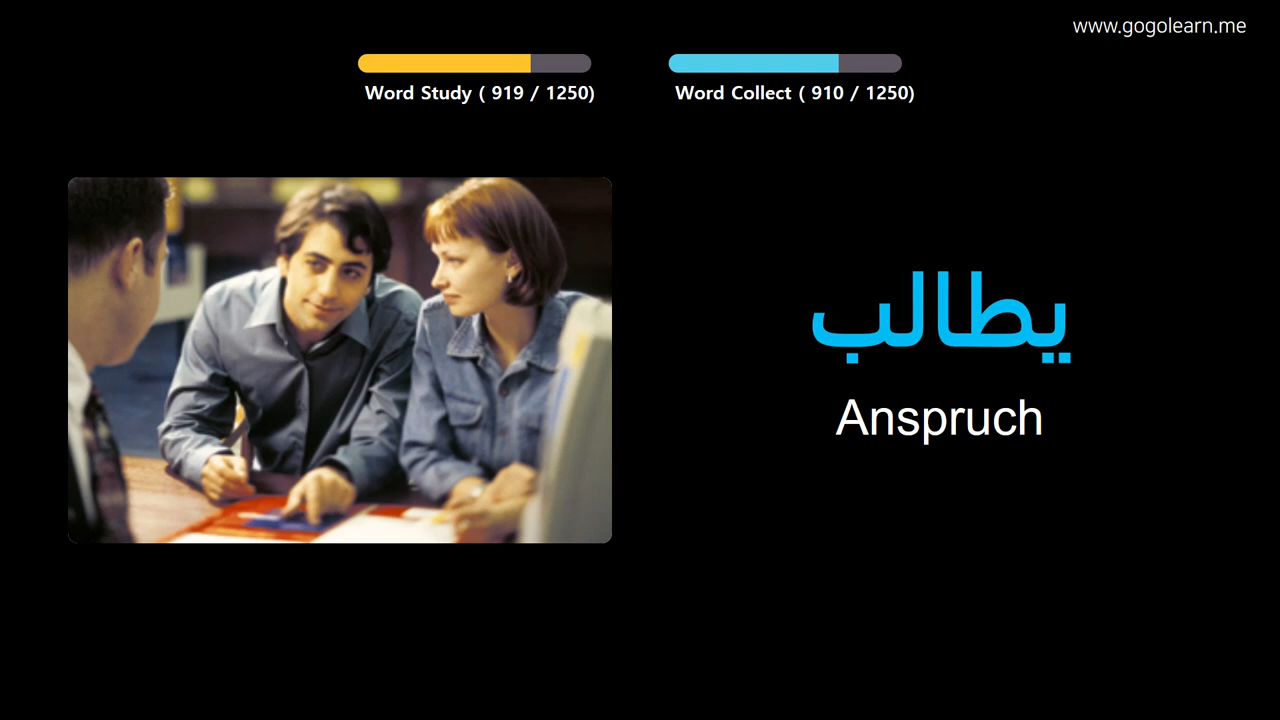 www.gogolearn.me
Word Study ( 919 / 1250)
Word Collect ( 910 / 1250)
يطالب
Anspruch